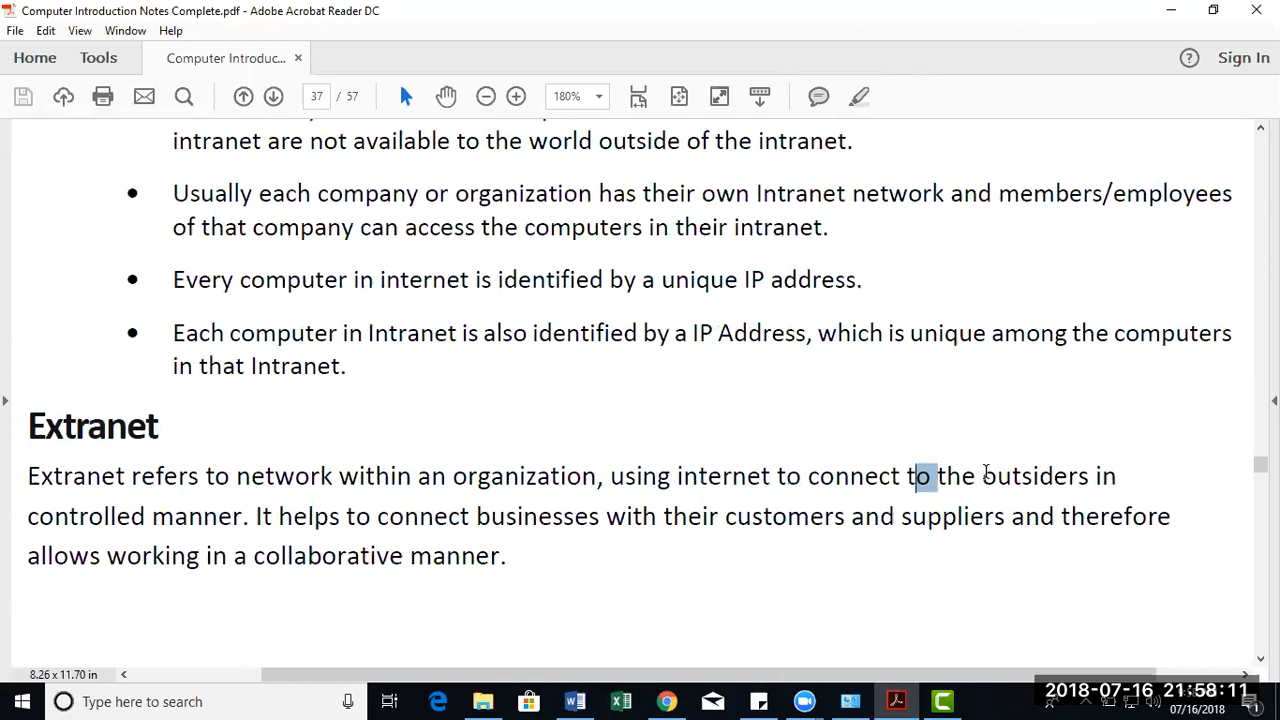 Computer Introduction Notes Complete.pdf - Adobe Acrobat Reader DC
File Edit View Window Help
Home Tools Computer Introduc... × Sign In
37 / 57 180%
intranet are not available to the world outside of the intranet.
• Usually each company or organization has their own Intranet network and members/employees
of that company can access the computers in their intranet.
• Every computer in internet is identified by a unique IP address.
• Each computer in Intranet is also identified by a IP Address, which is unique among the computers
in that Intranet.
Extranet
Extranet refers to network within an organization, using internet to connect to the outsiders in
controlled manner. It helps to connect businesses with their customers and suppliers and therefore
allows working in a collaborative manner.
8.26 x 11.70 in
Type here to search
2018-07-16 21:58:11
07/16/2018